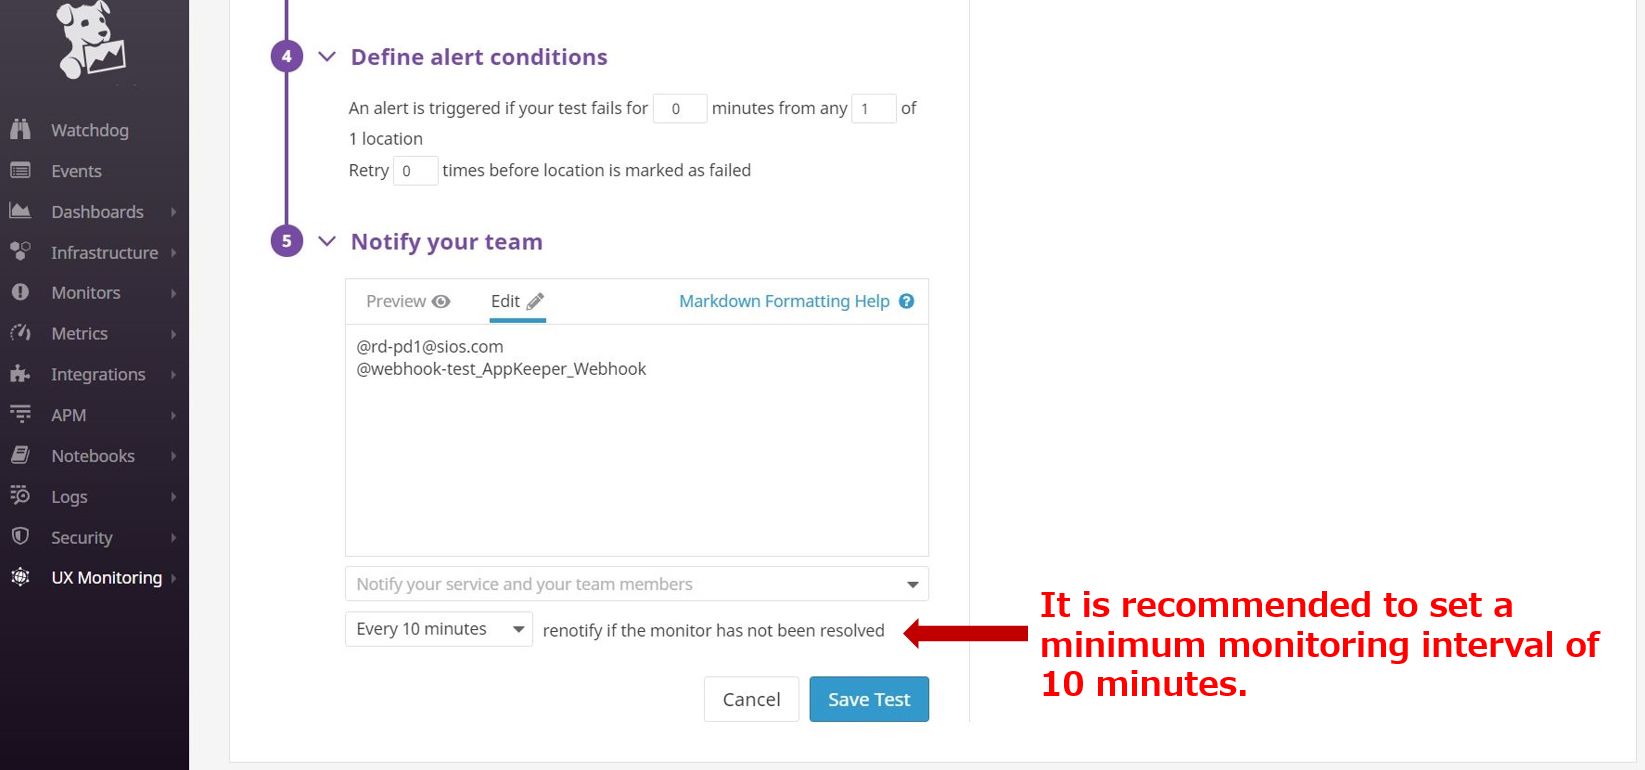 Watchdog
Events
Dashboards
Infrastructure
Monitors
Metrics
Integrations
APM
Notebooks
Logs
Security
UX Monitoring
4 Define alert conditions
An alert is triggered if your test fails for 0 minutes from any 1 of
1 location
Retry 0 times before location is marked as failed
5 Notify your team
Preview Edit Markdown Formatting Help ?
@rd-pd1@sios.com
@webhook-test_AppKeeper_Webhook
Notify your service and your team members
Every 10 minutes renotify if the monitor has not been resolved
Cancel Save Test
It is recommended to set a
minimum monitoring interval of
10 minutes.